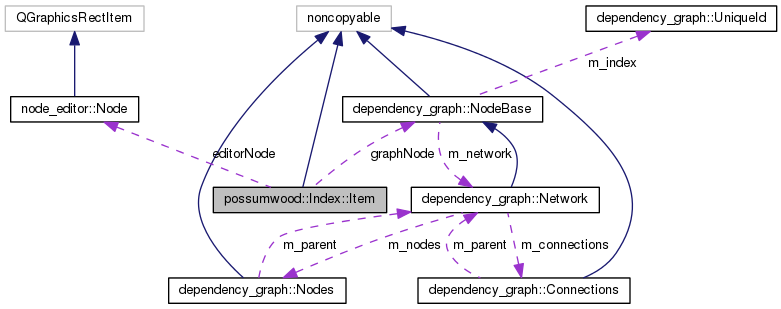 QGraphicsRectItem
noncopyable
dependency_graph::UniqueId
m_index
node_editor::Node
dependency_graph::NodeBase
editorNode
graphNode
m_network
possumwood::Index::Item
dependency_graph::Network
m_parent
m_nodes
m_parent
m_connections
dependency_graph::Nodes
dependency_graph::Connections